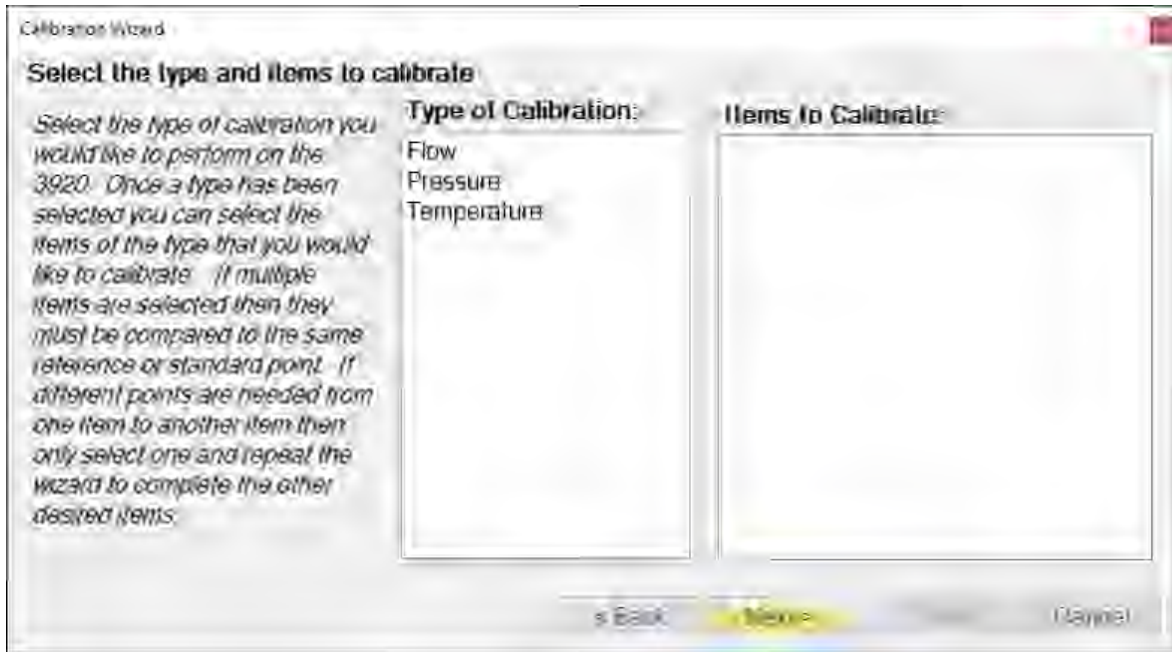 Calibration Wizard
Select the type and items to calibrate
Select the type of calibration you
would like to perform on the
3920. Once a type has been
selected you can select the
items of the type that you would
like to calibrate. If multiple
items are selected then they
must be compared to the same
reference or standard point. If
different points are needed from
one item to another item then
only select one and repeat the
wizard to complete the other
desired items.
Type of Calibration:
Flow
Pressure
Temperature
Items to Calibrate:
< Back
Next >
Cancel